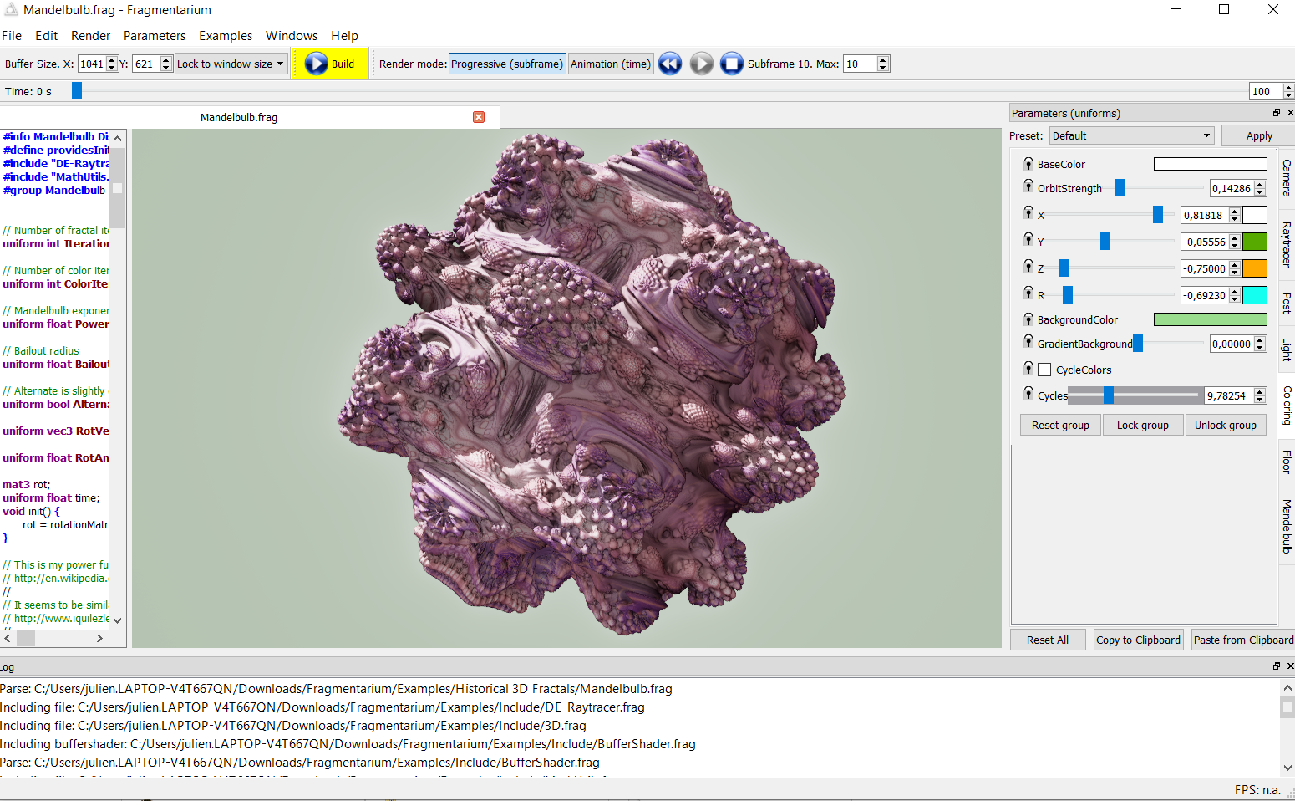 Mandelbulb.frag - Fragmentarium
File Edit Render Parameters Examples Windows Help
Buffer Size. X: 1041 Y: 621 Lock to window size Build Render mode: Progressive (subframe) Animation (time) Subframe 10. Max: 10
Time: 0 s 100
Mandelbulb.frag
#info Mandelbulb Di
#define providesInit
#include "DE-Raytra
#include "MathUtils.
#group Mandelbulb
// Number of fractal ite
uniform int Iteration
// Number of color iter
uniform int ColorIte
// Mandelbulb exponen
uniform float Power
// Bailout radius
uniform float Bailout
// Alternate is slightly
uniform bool Alterna
uniform vec3 RotVe
uniform float RotAn
mat3 rot;
uniform float time;
void init() {
rot = rotationMatr
}
// This is my power fu
// http://en.wikipedia.
//
// It seems to be simil
// http://www.iquilezle
Parameters (uniforms)
Preset: Default Apply
BaseColor
OrbitStrength 0,14286
X 0,81818
Y 0,05556
Z -0,75000
R -0,69230
BackgroundColor
GradientBackground 0,00000
CycleColors
Cycles 9,78254
Reset group Lock group Unlock group
Camera
Raytracer
Post
Light
Coloring
Floor
Mandelbulb
Reset All Copy to Clipboard Paste from Clipboard
Log
Parse: C:/Users/julien.LAPTOP-V4T667QN/Downloads/Fragmentarium/Examples/Historical 3D Fractals/Mandelbulb.frag
Including file: C:/Users/julien.LAPTOP-V4T667QN/Downloads/Fragmentarium/Examples/Include/DE-Raytracer.frag
Including file: C:/Users/julien.LAPTOP-V4T667QN/Downloads/Fragmentarium/Examples/Include/3D.frag
Including buffershader: C:/Users/julien.LAPTOP-V4T667QN/Downloads/Fragmentarium/Examples/Include/BufferShader.frag
Parse: C:/Users/julien.LAPTOP-V4T667QN/Downloads/Fragmentarium/Examples/Include/BufferShader.frag
FPS: n.a.